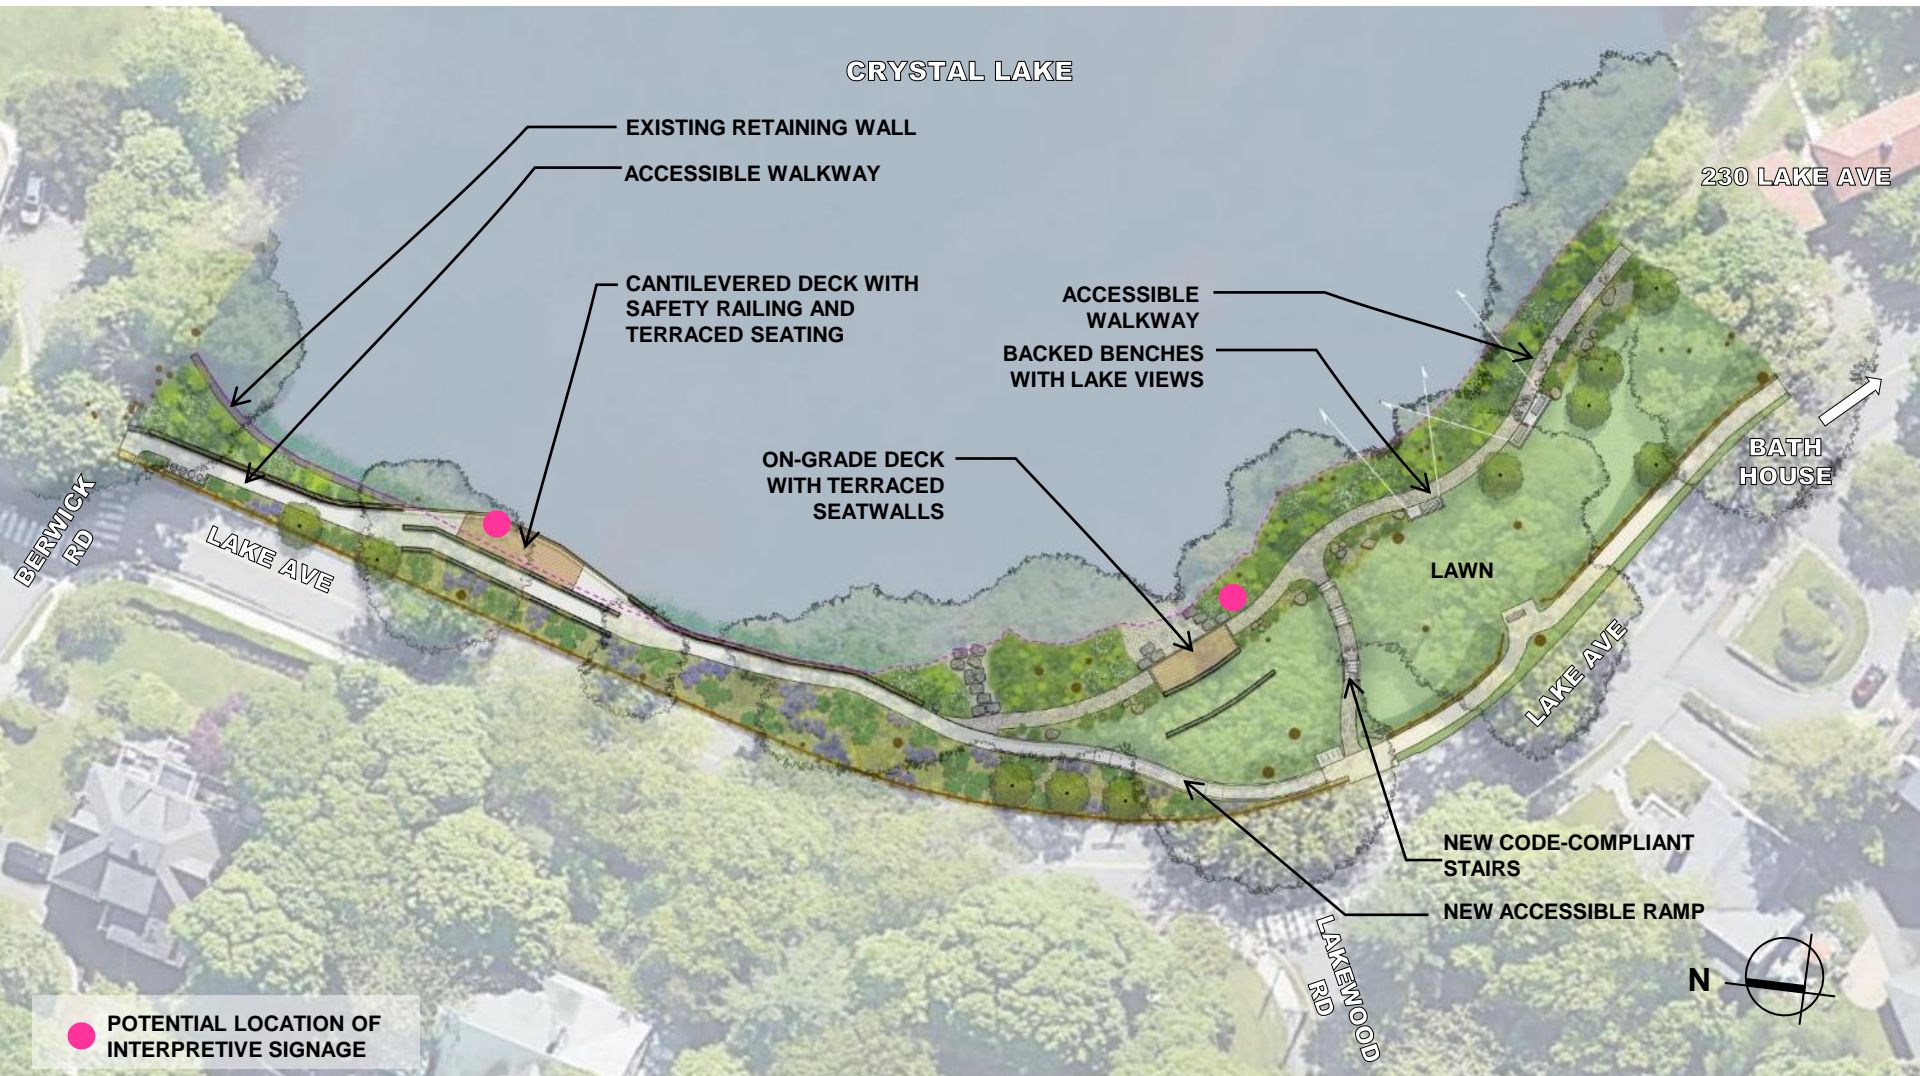 CRYSTAL LAKE
EXISTING RETAINING WALL
ACCESSIBLE WALKWAY
230 LAKE AVE
CANTILEVERED DECK WITH
SAFETY RAILING AND
TERRACED SEATING
ACCESSIBLE
WALKWAY
BACKED BENCHES
WITH LAKE VIEWS
ON-GRADE DECK
WITH TERRACED
SEATWALLS
BATH
HOUSE
BERWICK
RD
LAKE AVE
LAWN
LAKE AVE
NEW CODE-COMPLIANT
STAIRS
NEW ACCESSIBLE RAMP
LAKEWOOD
RD
N
POTENTIAL LOCATION OF
INTERPRETIVE SIGNAGE